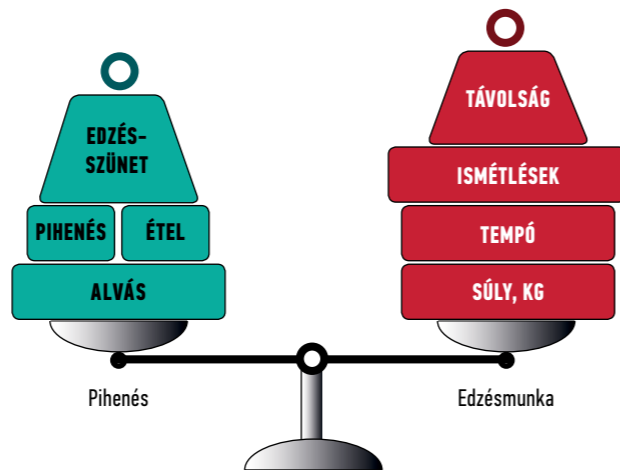 EDZÉS-
SZÜNET
PIHENÉS
ÉTEL
ALVÁS
Pihenés
TÁVOLSÁG
ISMÉTLÉSEK
TEMPÓ
SÚLY, KG
Edzésmunka